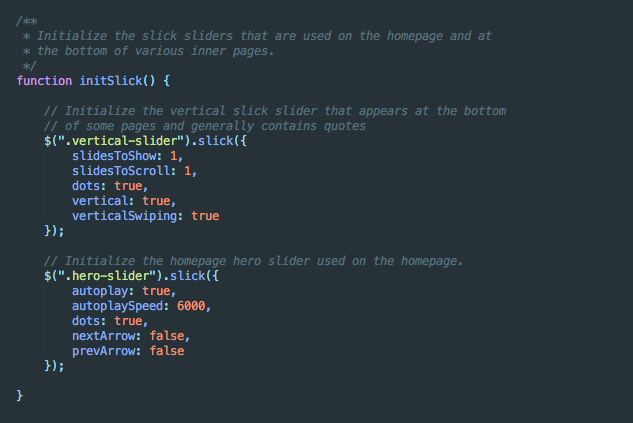 /**
 * Initialize the slick sliders that are used on the homepage and at
 * the bottom of various inner pages.
 */
function initSlick() {

    // Initialize the vertical slick slider that appears at the bottom
    // of some pages and generally contains quotes
    $(".vertical-slider").slick({
        slidesToShow: 1,
        slidesToScroll: 1,
        dots: true,
        vertical: true,
        verticalSwiping: true
    });

    // Initialize the homepage hero slider used on the homepage.
    $(".hero-slider").slick({
        autoplay: true,
        autoplaySpeed: 6000,
        dots: true,
        nextArrow: false,
        prevArrow: false
    });

}